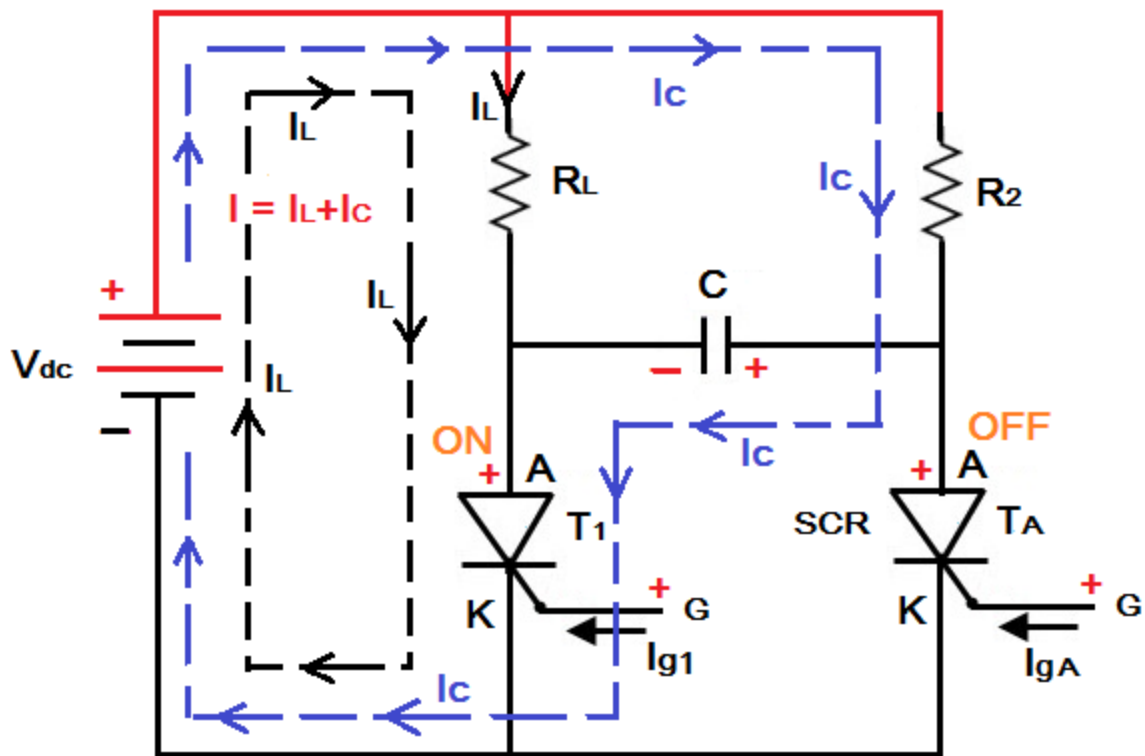 IC
IL
IL
RL
IC
R2
I = IL+IC
+
C
IL
Vdc
IL
− +
−
ON
IC
OFF
+ A
+ A
T1
SCR
TA
K
+
G
K
+
G
Ig1
IgA
IC